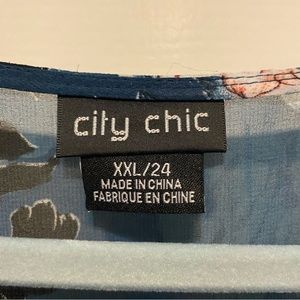 city chic
XXL/24
MADE IN CHINA
FABRIQUE EN CHINE